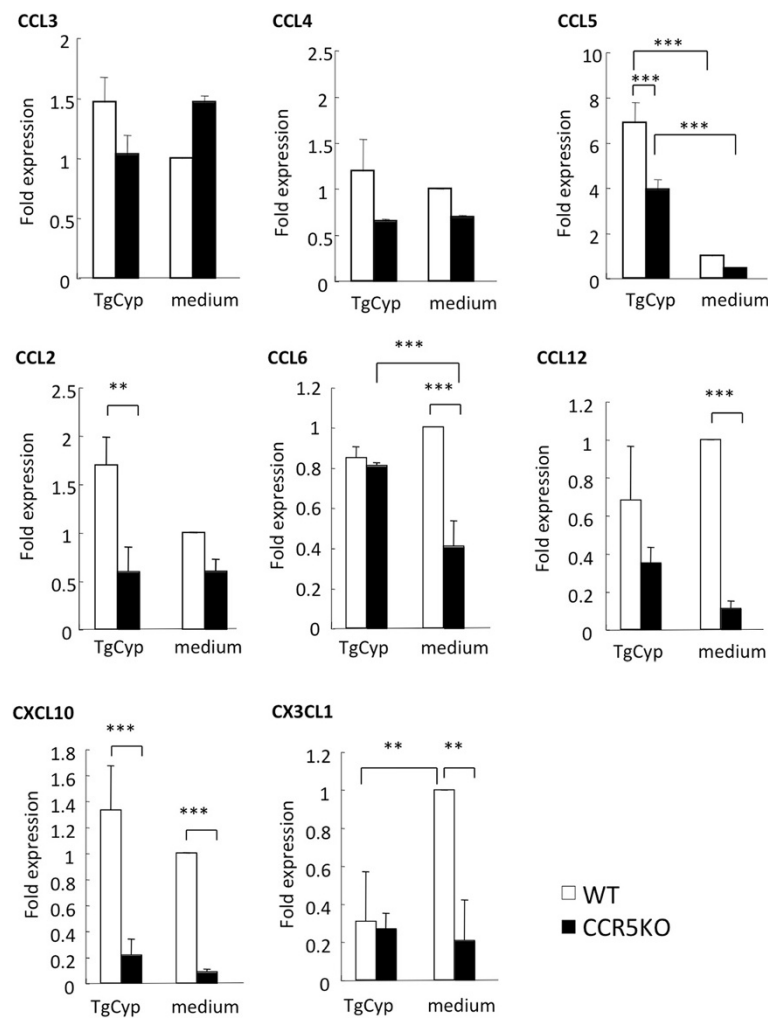 CCL3
Fold expression
2
1.5
1
0.5
0
TgCyp
medium
CCL4
Fold expression
2.5
2
1.5
1
0.5
0
TgCyp
medium
CCL5
Fold expression
10
8
6
4
2
0
***
***
***
TgCyp
medium
CCL2
Fold expression
2.5
2
1.5
1
0.5
0
**
TgCyp
medium
CCL6
Fold expression
1.2
1
0.8
0.6
0.4
0.2
0
***
***
TgCyp
medium
CCL12
Fold expression
1.2
1
0.8
0.6
0.4
0.2
0
***
TgCyp
medium
CXCL10
Fold expression
1.8
1.6
1.4
1.2
1
0.8
0.6
0.4
0.2
0
***
***
TgCyp
medium
CX3CL1
Fold expression
1.2
1
0.8
0.6
0.4
0.2
0
**
**
TgCyp
medium
WT
CCR5KO